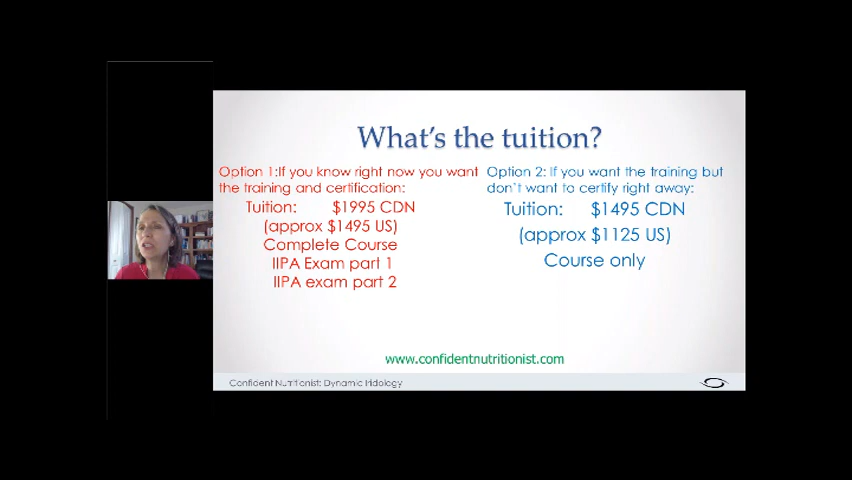 What's the tuition?
Option 1:If you know right now you want
the training and certification:
Tuition: $1995 CDN
(approx $1495 US)
Complete Course
IIPA Exam part 1
IIPA exam part 2
Option 2: If you want the training but
don't want to certify right away:
Tuition: $1495 CDN
(approx $1125 US)
Course only
www.confidentnutritionist.com
Confident Nutritionist: Dynamic Iridology